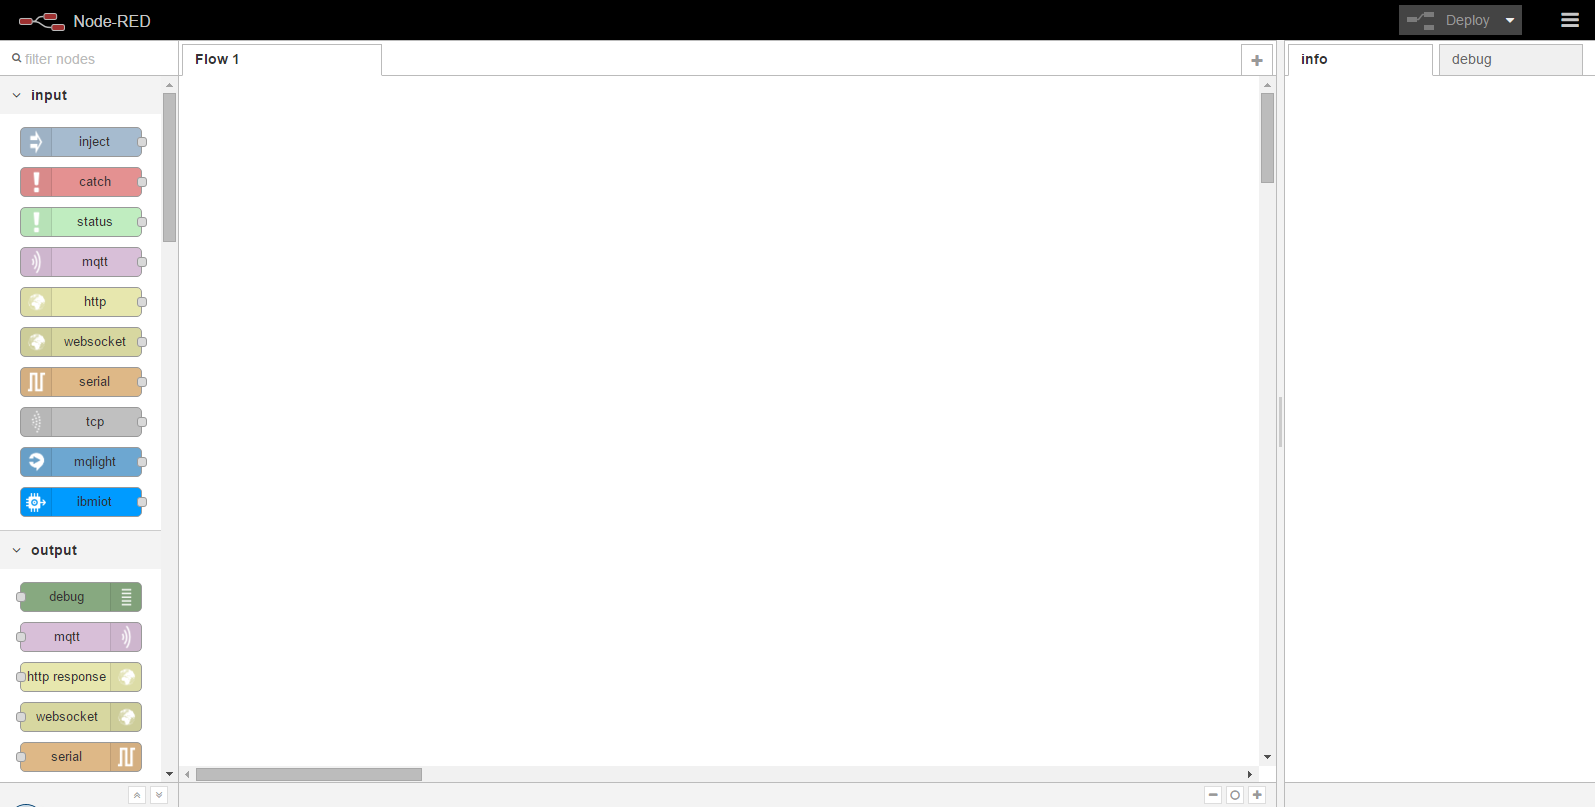 Node-RED
Deploy
filter nodes
Flow 1
info
debug
input
inject
catch
status
mqtt
http
websocket
serial
tcp
mqlight
ibmiot
output
debug
mqtt
http response
websocket
serial